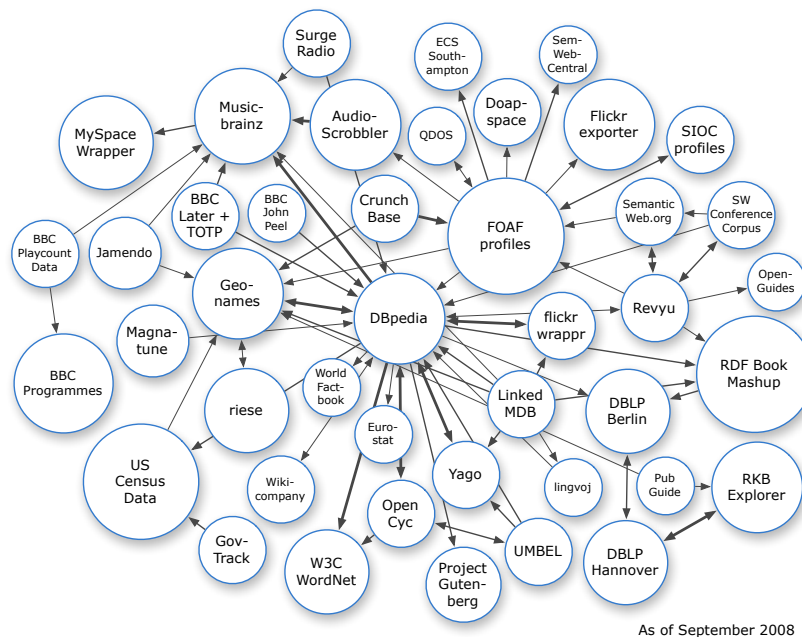 Surge
Radio
ECS
South-
ampton
Sem-
Web-
Central
Music-
brainz
Audio-
Scrobbler
Doap-
space
Flickr
exporter
MySpace
Wrapper
QDOS
SIOC
profiles
BBC
Later +
TOTP
BBC
John
Peel
Crunch
Base
FOAF
profiles
Semantic
Web.org
SW
Conference
Corpus
BBC
Playcount
Data
Jamendo
Geo-
names
DBpedia
flickr
wrappr
Revyu
Open-
Guides
Magna-
tune
BBC
Programmes
riese
World
Fact-
book
Linked
MDB
DBLP
Berlin
RDF Book
Mashup
Euro-
stat
US
Census
Data
Wiki-
company
Yago
lingvoj
Pub
Guide
RKB
Explorer
Gov-
Track
Open
Cyc
W3C
WordNet
UMBEL
Project
Guten-
berg
DBLP
Hannover
As of September 2008